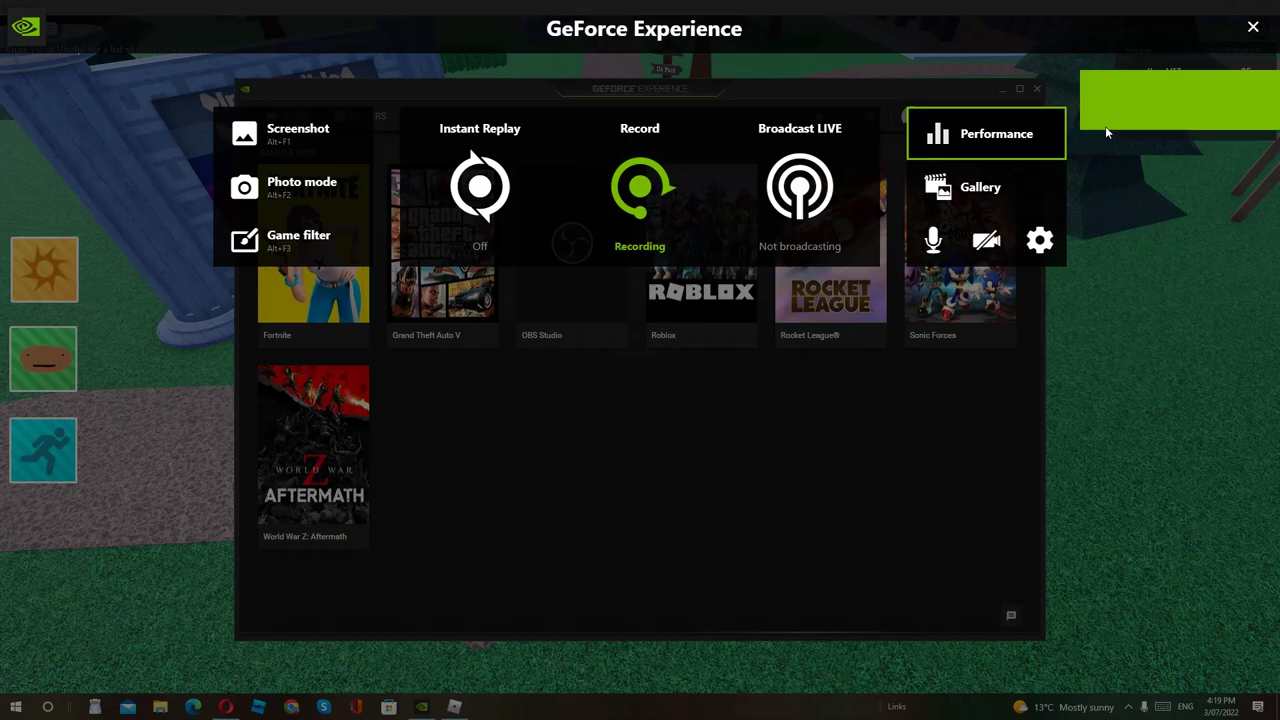 GeForce Experience
GEFORCE EXPERIENCE
Screenshot
Alt+F1
Photo mode
Alt+F2
Game filter
Alt+F3
Instant Replay
Off
Record
Recording
Broadcast LIVE
Not broadcasting
Performance
Gallery
ROBLOX
ROCKET
LEAGUE
Fortnite
Grand Theft Auto V
OBS Studio
Roblox
Rocket League®
Sonic Forces
WORLD WAR
Z
AFTERMATH
World War Z: Aftermath
Links
13°C Mostly sunny
ENG
4:19 PM
3/07/2022